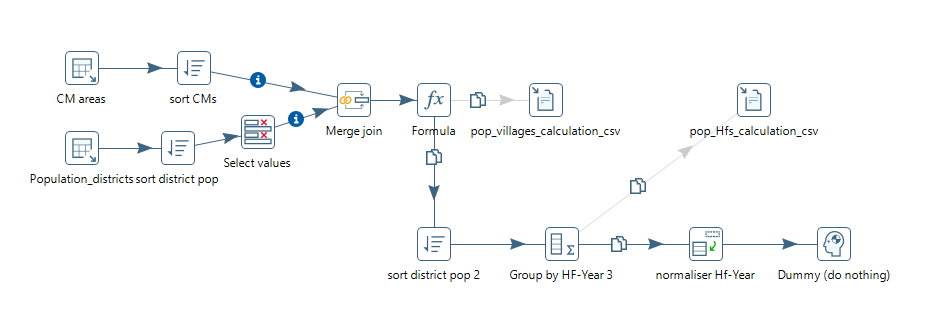 CM areas
sort CMs
Merge join
Formula
pop_villages_calculation_csv
pop_Hfs_calculation_csv
Population_districts
sort district pop
Select values
sort district pop 2
Group by HF-Year 3
normaliser Hf-Year
Dummy (do nothing)